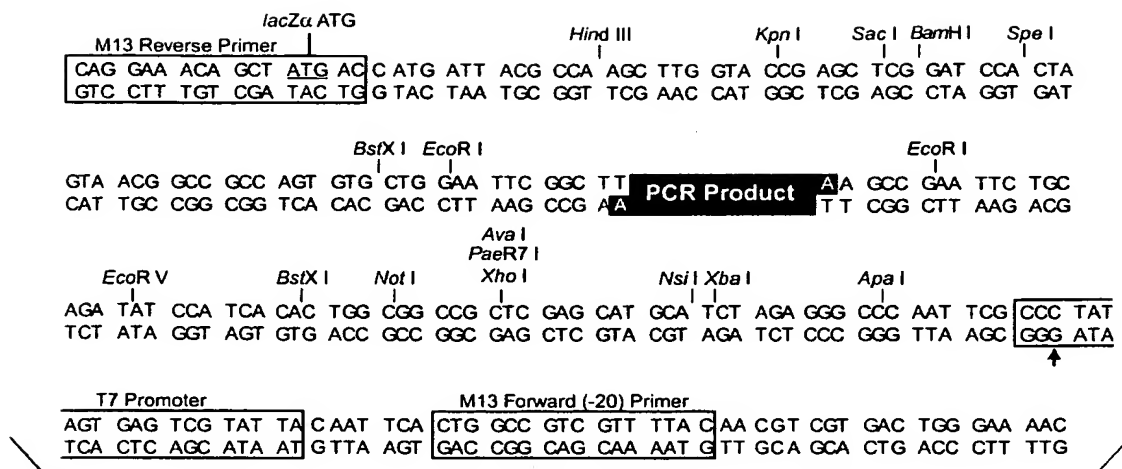 lacZα ATG
M13 Reverse Primer Hind III Kpn I Sac I BamH I Spe I
CAG GAA ACA GCT ATG AC C ATG ATT ACG CCA AGC TTG GTA CCG AGC TCG GAT CCA CTA
GTC CTT TGT CGA TAC TG G TAC TAA TGC GGT TCG AAC CAT GGC TCG AGC CTA GGT GAT
BstX I EcoR I EcoR I
GTA ACG GCC GCC AGT GTG CTG GAA TTC GGC TT PCR Product A A GCC GAA TTC TGC
CAT TGC CGG CGG TCA CAC GAC CTT AAG CCG A A A T T CGG CTT AAG ACG
Ava I
PaeR7 I
EcoR V BstX I Not I Xho I Nsi I Xba I Apa I
AGA TAT CCA TCA CAC TGG CGG CCG CTC GAG CAT GCA TCT AGA GGG CCC AAT TCG CCC TAT
TCT ATA GGT AGT GTG ACC GCC GGC GAG CTC GTA CGT AGA TCT CCC GGG TTA AGC GGG ATA
T7 Promoter M13 Forward (-20) Primer
AGT GAG TCG TAT TA C AAT TCA CTG GCC GTC GTT TTA C AA CGT CGT GAC TGG GAA AAC
TCA CTC AGC ATA AT G TTA AGT GAC CGG CAG CAA AAT G TT GCA GCA CTG ACC CTT TTG